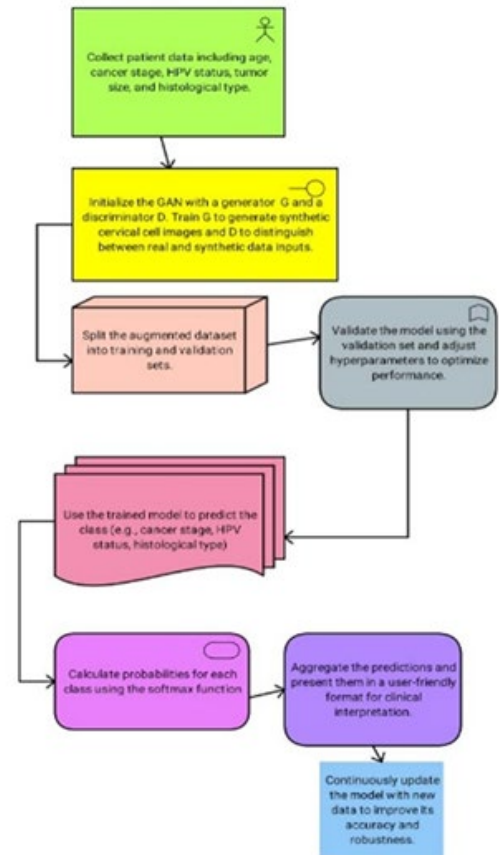 Collect patient data including age,
cancer stage, HPV status, tumor
size, and histological type.
Initialize the GAN with a generator G and a
discriminator D. Train G to generate synthetic
cervical cell images and D to distinguish
between real and synthetic data inputs.
Split the augmented dataset
into training and validation
sets.
Validate the model using the
validation set and adjust
hyperparameters to optimize
performance.
Use the trained model to predict the
class (e.g., cancer stage, HPV
status, histological type)
Calculate probabilities for each
class using the softmax function
Aggregate the predictions and
present them in a user-friendly
format for clinical
interpretation.
Continuously update
the model with new
data to improve its
accuracy and
robustness.